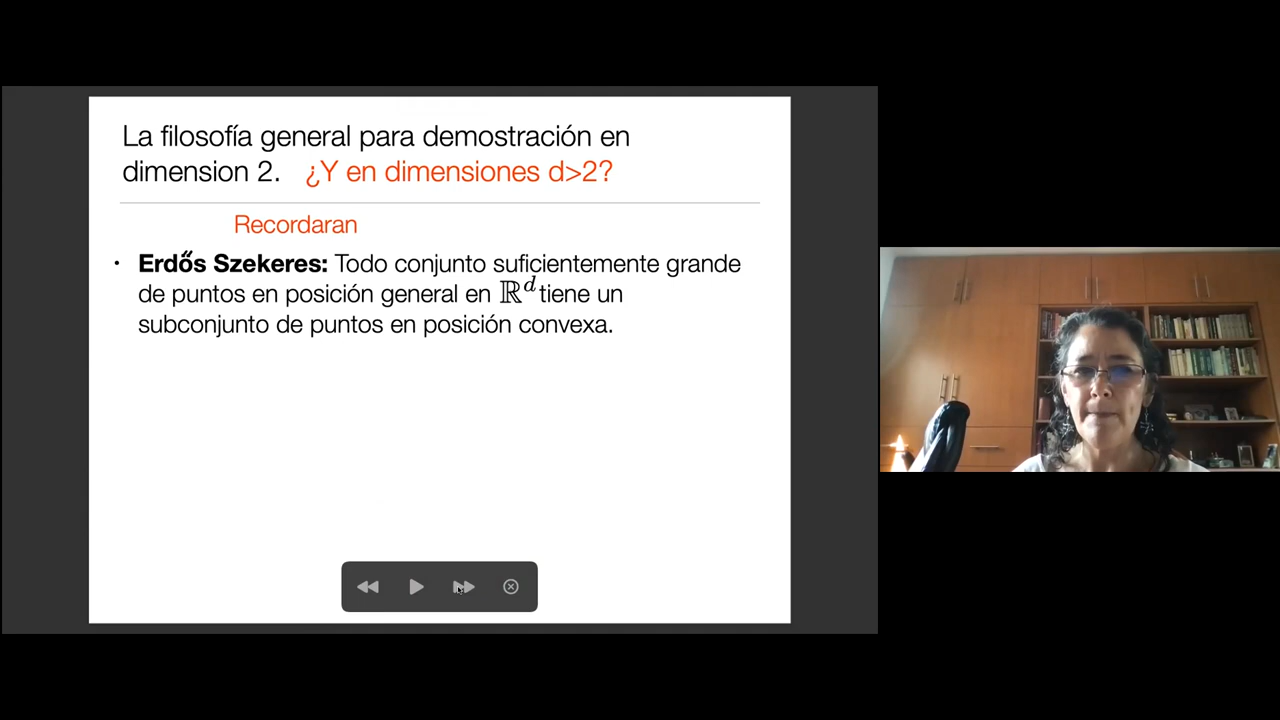 La filosofía general para demostración en
dimension 2. ¿Y en dimensiones d>2?
Recordaran
• Erdős Szekeres: Todo conjunto suficientemente grande
de puntos en posición general en ℝ^d tiene un
subconjunto de puntos en posición convexa.